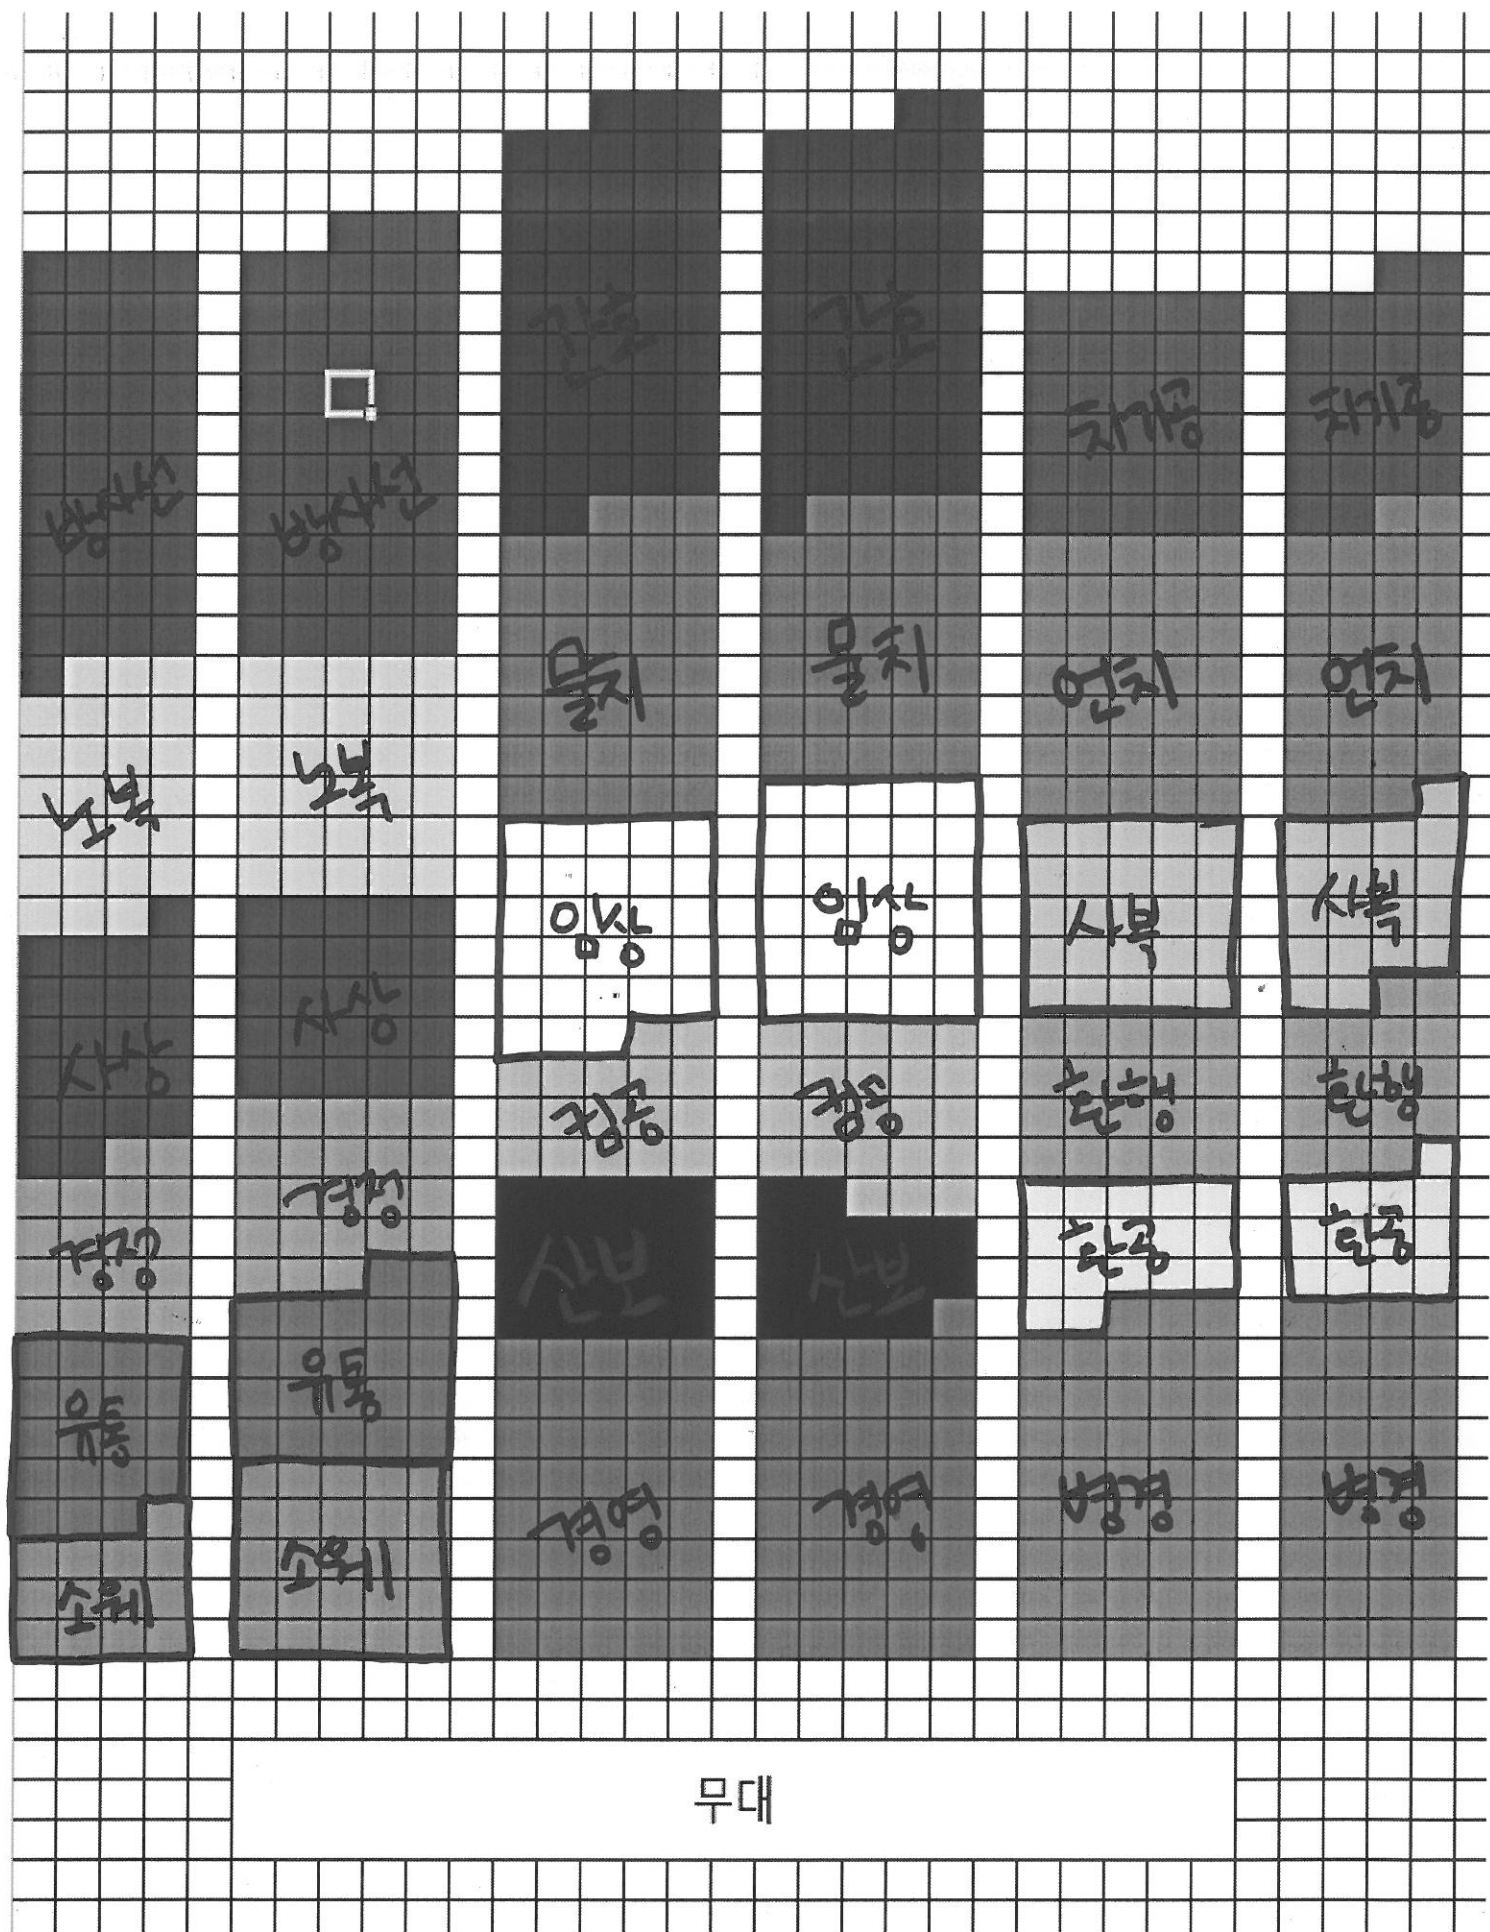 간호 간호
치기공 치기공
방사선 방사선
물치 물치 언치 언치
노복 노복
임상 임상 사복 사복
사상 사상
컴공 컴공 환행 환행
경정 경정
산보 산보 환공 환공
유통 유통
경영 경영 병경 병경
소웨 소웨
무대